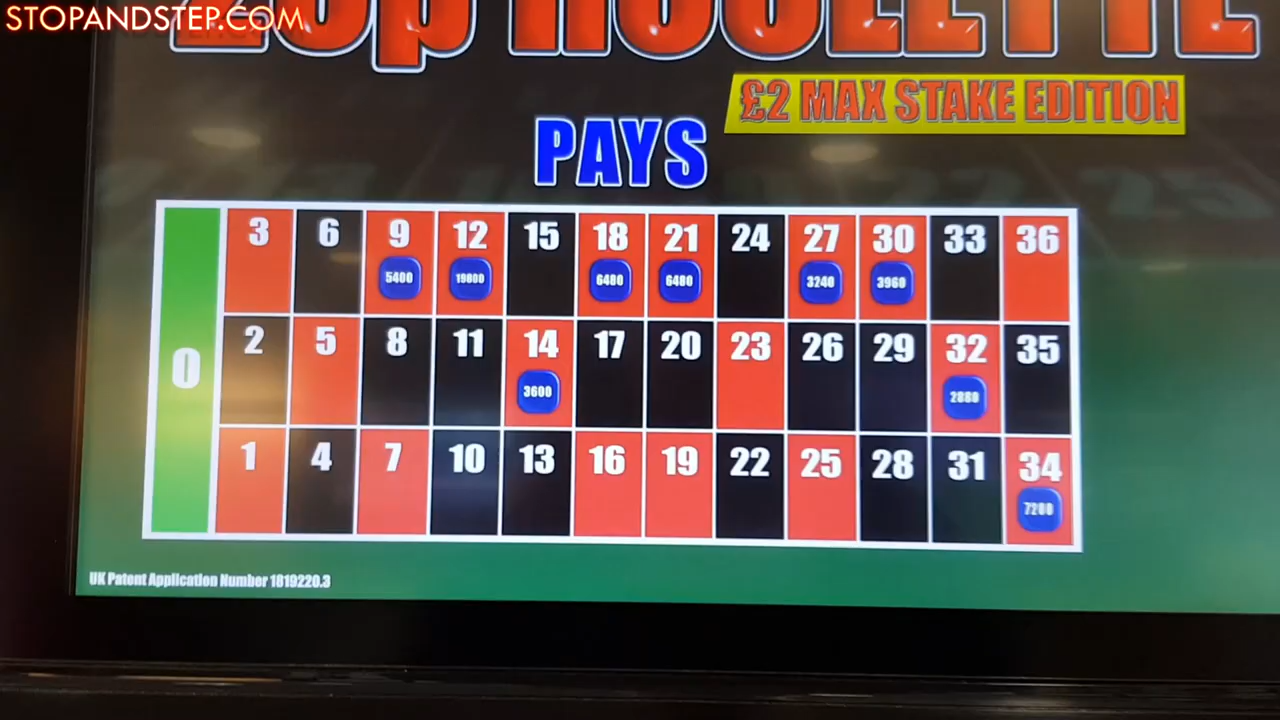 STOPANDSTEP.COM
20p ROULETTE
£2 MAX STAKE EDITION
PAYS
3 6 9 12 15 18 21 24 27 30 33 36
5400 19800 6480 6480 3240 3960
0
2 5 8 11 14 17 20 23 26 29 32 35
3600 2880
1 4 7 10 13 16 19 22 25 28 31 34
7200
UK Patent Application Number 1819220.3